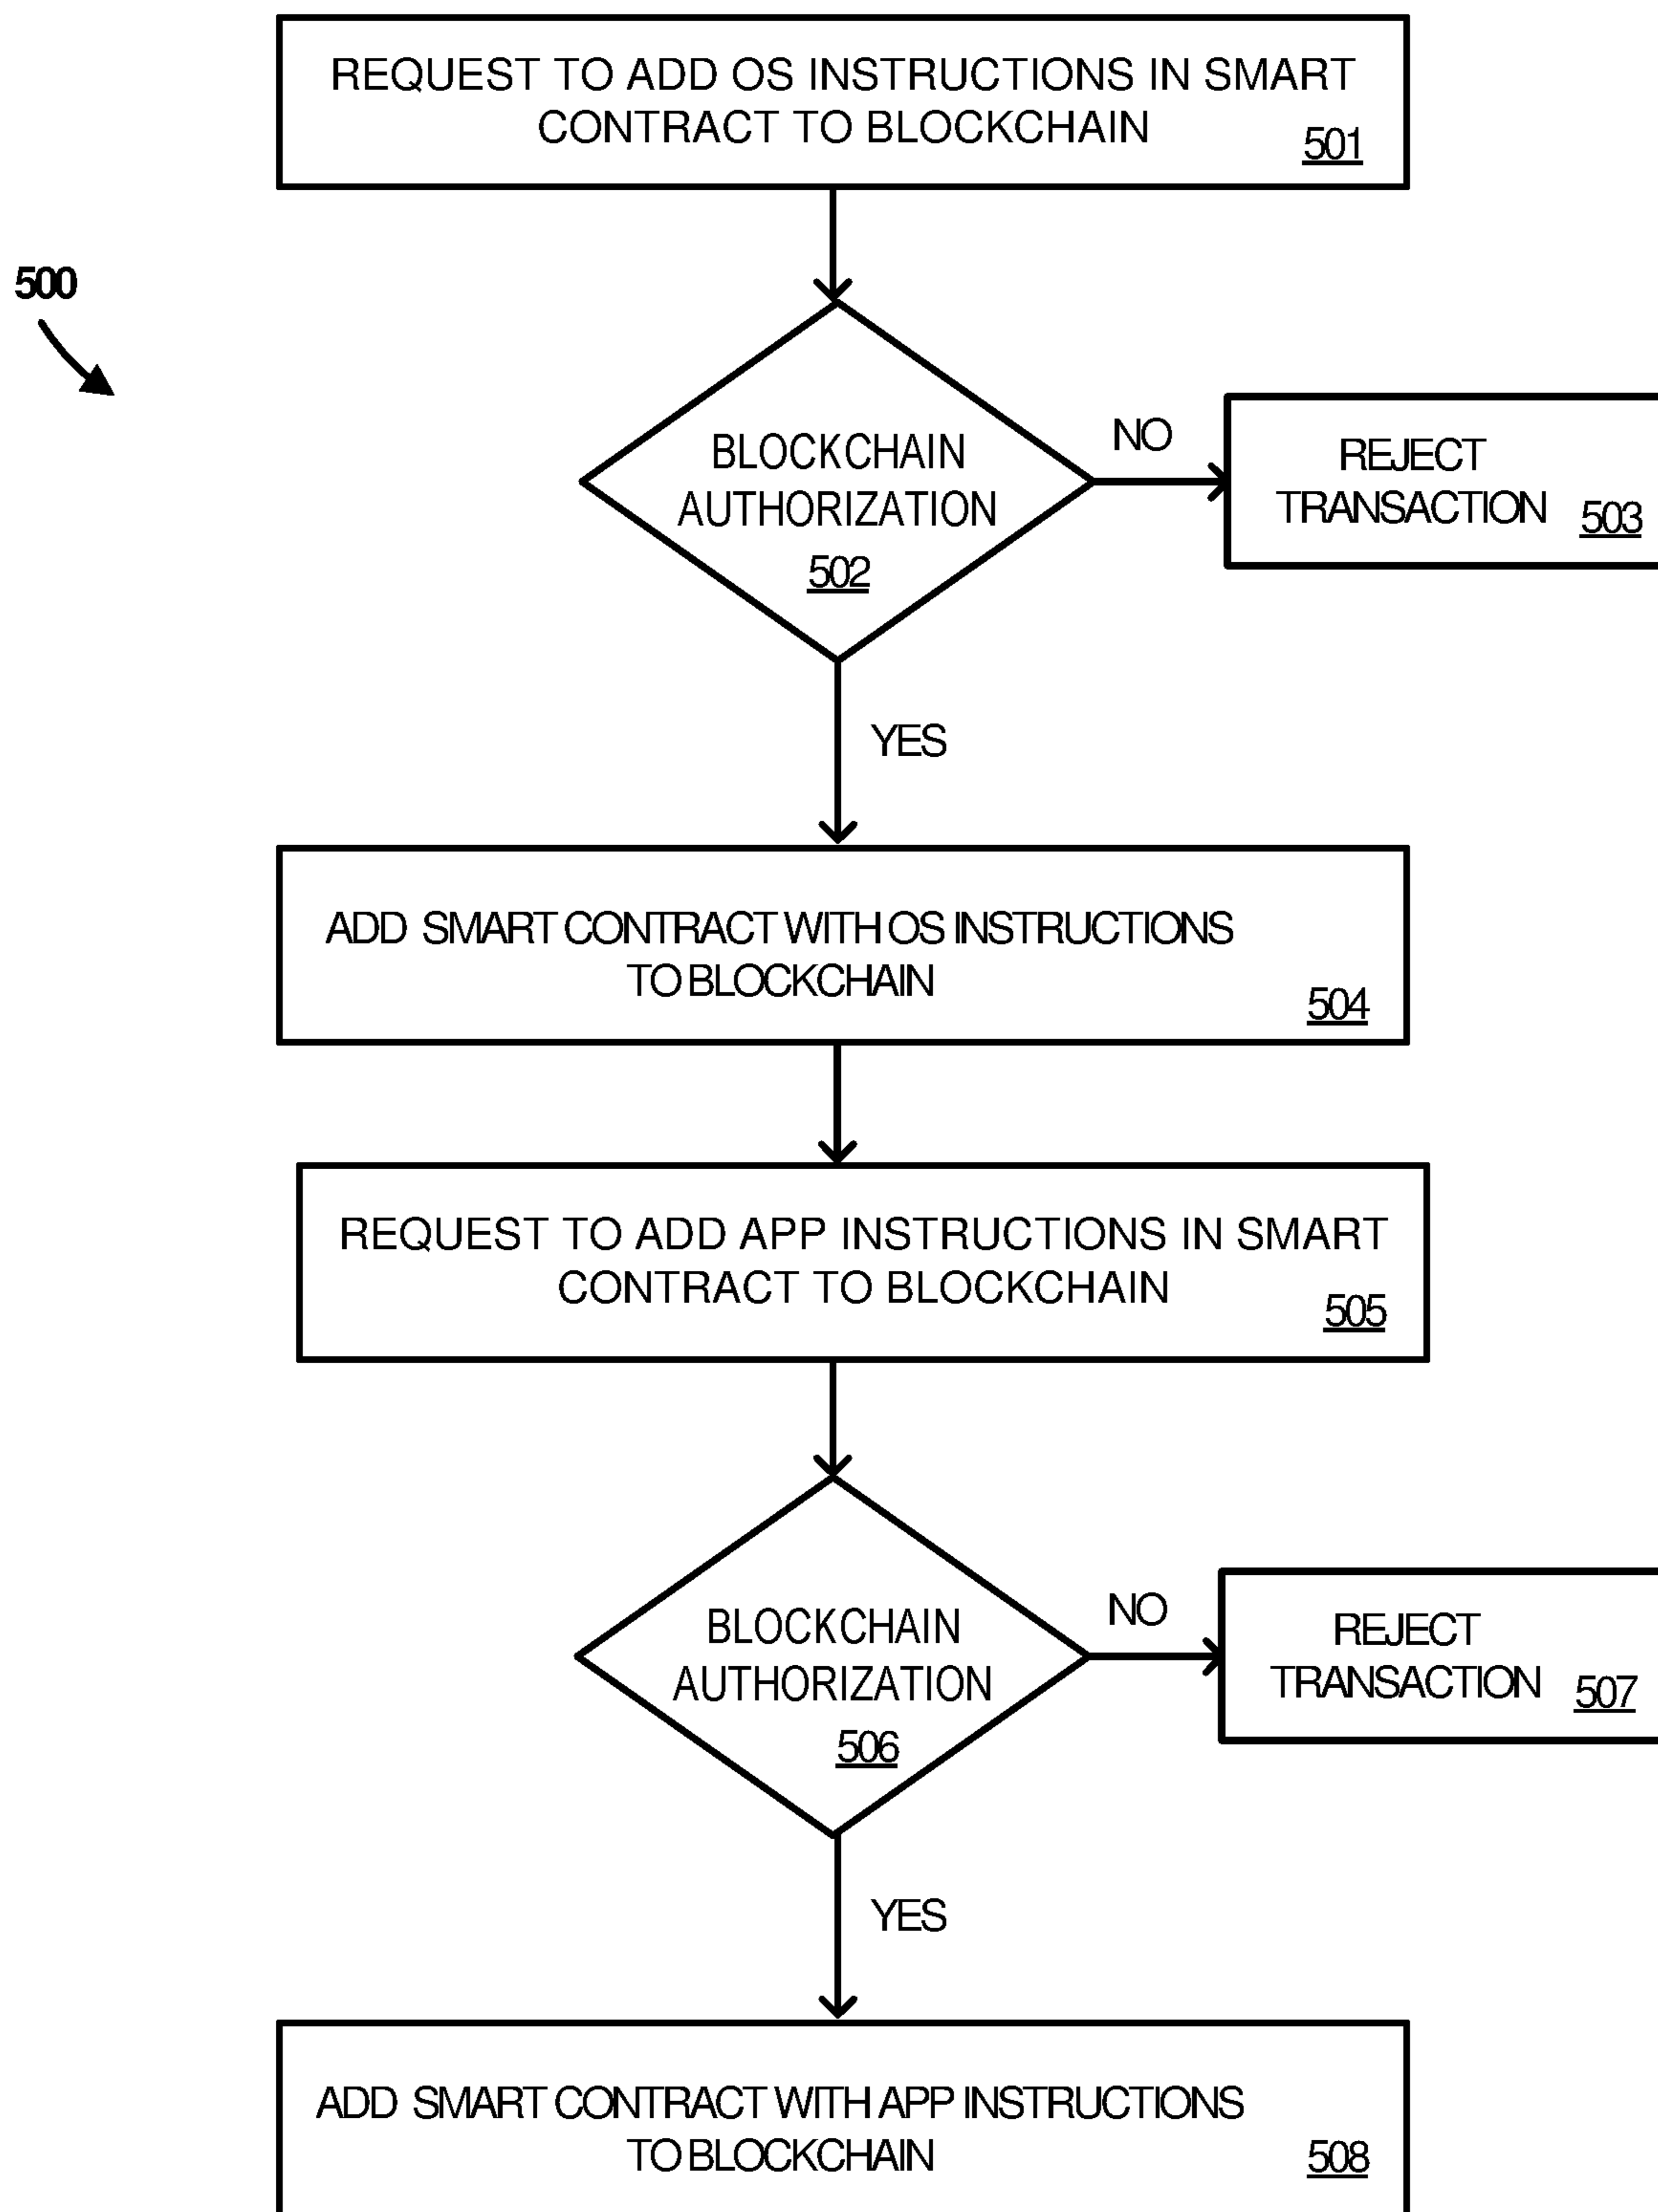 REQUEST TO ADD OS INSTRUCTIONS IN SMART
CONTRACT TO BLOCKCHAIN
501
500
BLOCKCHAIN
AUTHORIZATION
502
NO
REJECT
TRANSACTION
503
YES
ADD SMART CONTRACT WITH OS INSTRUCTIONS
TO BLOCKCHAIN
504
REQUEST TO ADD APP INSTRUCTIONS IN SMART
CONTRACT TO BLOCKCHAIN
505
BLOCKCHAIN
AUTHORIZATION
506
NO
REJECT
TRANSACTION
507
YES
ADD SMART CONTRACT WITH APP INSTRUCTIONS
TO BLOCKCHAIN
508